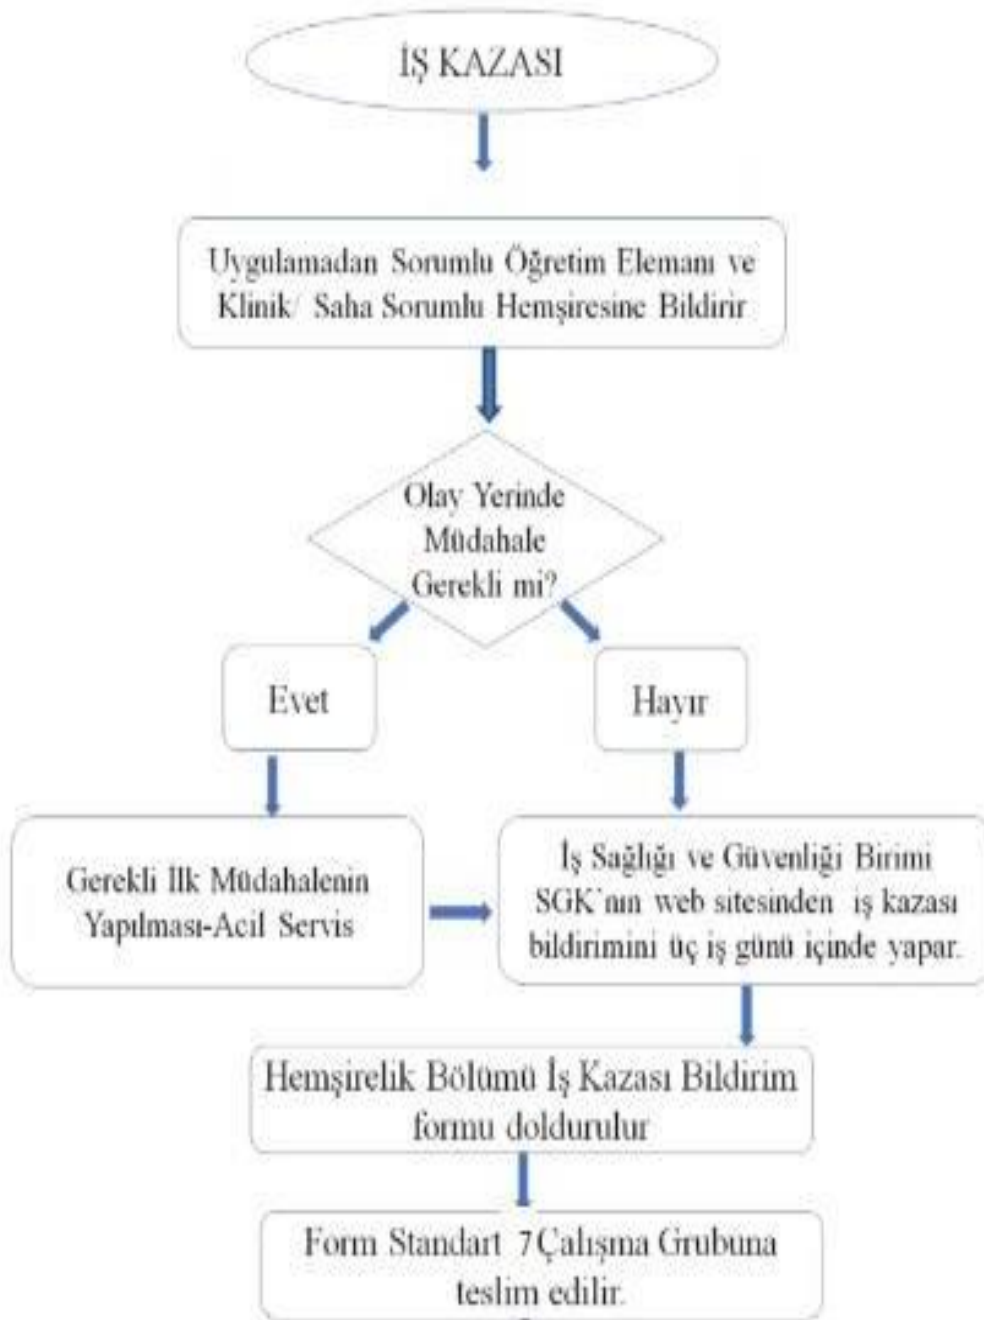 İŞ KAZASI
Uygulamadan Sorumlu Öğretim Elemanı ve
Klinik/ Saha Sorumlu Hemşiresine Bildirir
Olay Yerinde
Müdahale
Gerekli mi?
Evet
Hayır
Gerekli İlk Müdahalenin
Yapılması-Acil Servis
İş Sağlığı ve Güvenliği Birimi
SGK`nın web sitesinden iş kazası
bildirimini üç iş günü içinde yapar.
Hemşirelik Bölümü İş Kazası Bildirim
formu doldurulur
Form Standart 7 Çalışma Grubuna
teslim edilir.